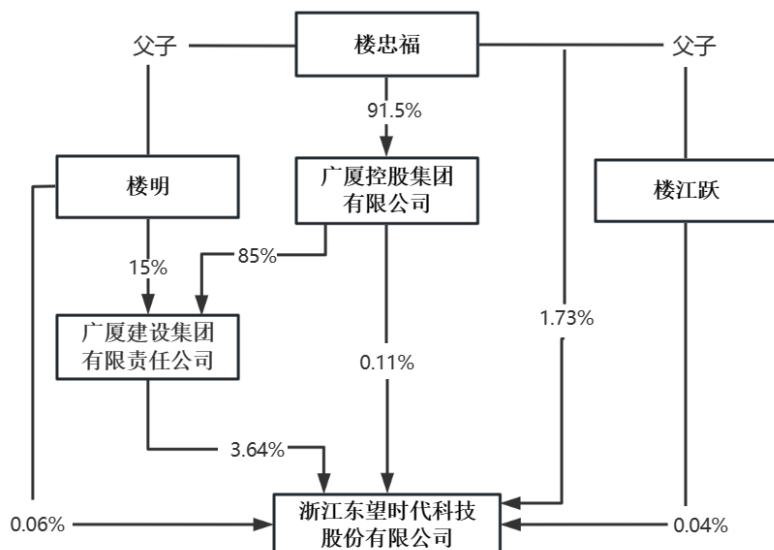 父子
楼忠福
父子
91.5%
楼明
广厦控股集团
有限公司
楼江跃
15%
85%
广厦建设集团
有限责任公司
1.73%
0.11%
3.64%
浙江东望时代科技
股份有限公司
0.06%
0.04%